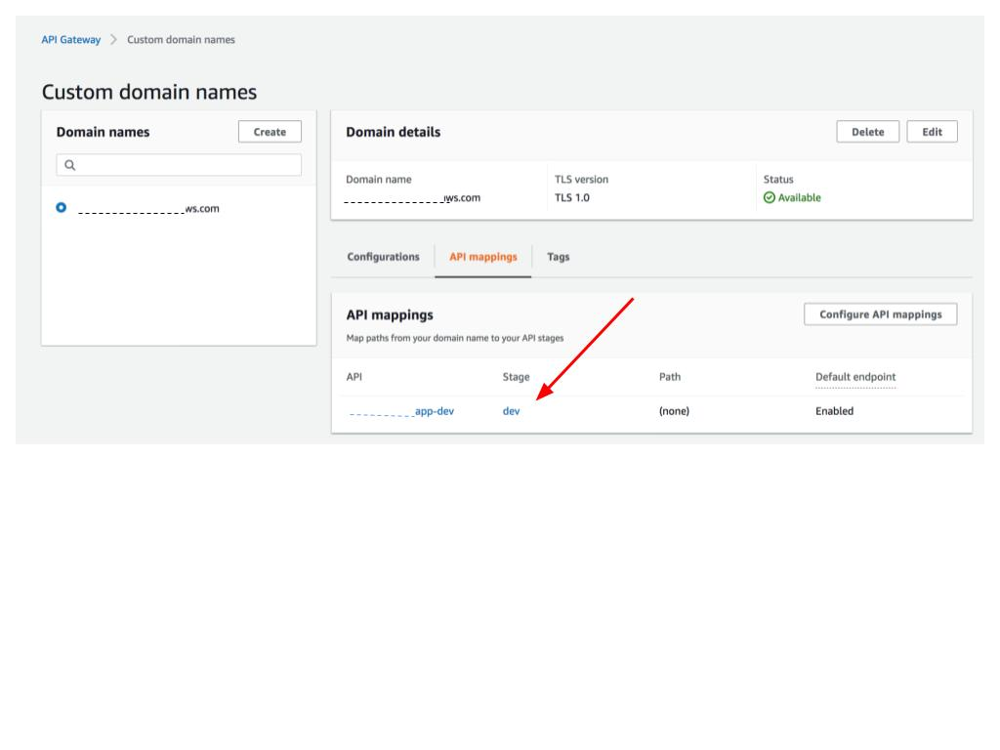 API Gateway > Custom domain names
Custom domain names
Domain names
Create
ws.com
Domain details
Delete
Edit
Domain name
TLS version
Status
ws.com
TLS 1.0
Available
Configurations
API mappings
Tags
API mappings
Configure API mappings
Map paths from your domain name to your API stages
API
Stage
Path
Default endpoint
app-dev
dev
(none)
Enabled